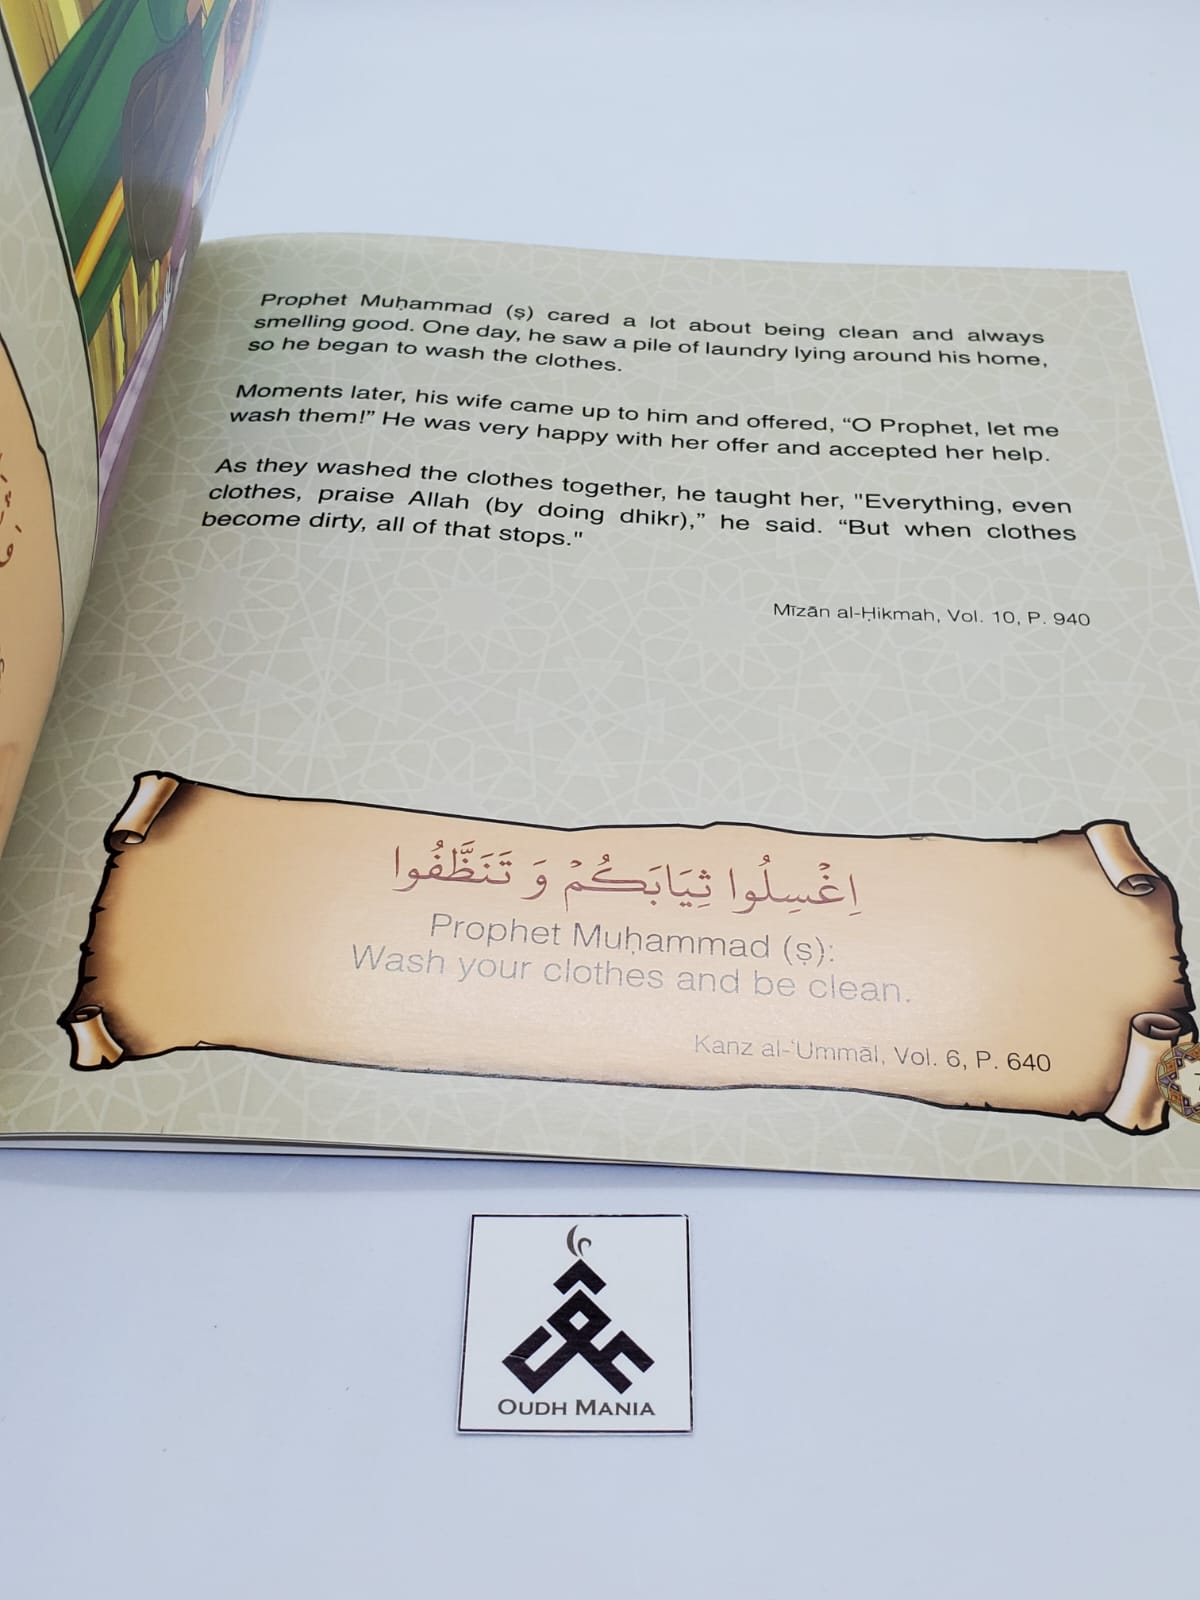 Prophet Muḥammad (ṣ) cared a lot about being clean and always
smelling good. One day, he saw a pile of laundry lying around his home,
so he began to wash the clothes.
Moments later, his wife came up to him and offered, “O Prophet, let me
wash them!” He was very happy with her offer and accepted her help.
As they washed the clothes together, he taught her, "Everything, even
clothes, praise Allah (by doing dhikr),” he said. “But when clothes
become dirty, all of that stops."
Mīzān al-Ḥikmah, Vol. 10, P. 940
اِغْسِلُوا ثِيَابَكُمْ وَ تَنَظَّفُوا
Prophet Muḥammad (ṣ):
Wash your clothes and be clean.
Kanz al-ʿUmmāl, Vol. 6, P. 640
OUDH MANIA